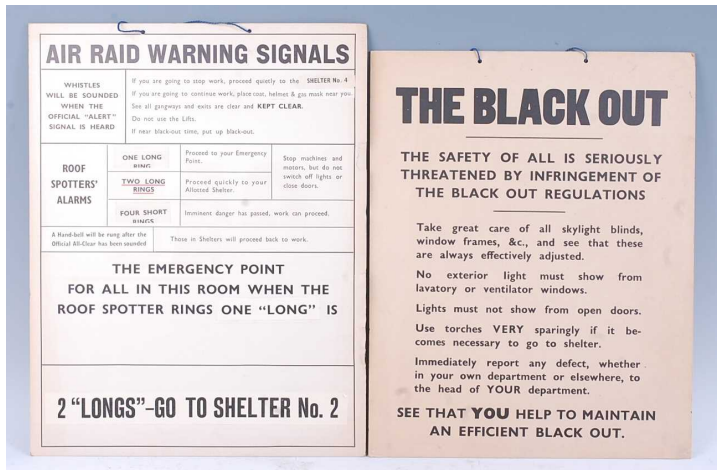 AIR RAID WARNING SIGNALS
WHISTLES
WILL BE SOUNDED
WHEN THE
OFFICIAL "ALERT"
SIGNAL IS HEARD
If you are going to stop work, proceed quietly to the SHELTER No. 4
If you are going to continue work, place coat, helmet & gas mask near you.
See all gangways and exits are clear and KEPT CLEAR.
Do not use the Lifts.
If near black-out time, put up black-out.
ROOF
SPOTTERS'
ALARMS
ONE LONG
RING
Proceed to your Emergency
Point.
TWO LONG
RINGS
Proceed quickly to your
Allotted Shelter.
Stop machines and
motors, but do not
switch off lights or
close doors.
FOUR SHORT
RINGS
Imminent danger has passed, work can proceed.
A Hand-bell will be rung after the
Official All-Clear has been sounded
Those in Shelters will proceed back to work.
THE EMERGENCY POINT
FOR ALL IN THIS ROOM WHEN THE
ROOF SPOTTER RINGS ONE "LONG" IS
2 "LONGS"-GO TO SHELTER No. 2
THE BLACK OUT
THE SAFETY OF ALL IS SERIOUSLY
THREATENED BY INFRINGEMENT OF
THE BLACK OUT REGULATIONS
Take great care of all skylight blinds,
window frames, &c., and see that these
are always effectively adjusted.
No exterior light must show from
lavatory or ventilator windows.
Lights must not show from open doors.
Use torches VERY sparingly if it be-
comes necessary to go to shelter.
Immediately report any defect, whether
in your own department or elsewhere, to
the head of YOUR department.
SEE THAT YOU HELP TO MAINTAIN
AN EFFICIENT BLACK OUT.